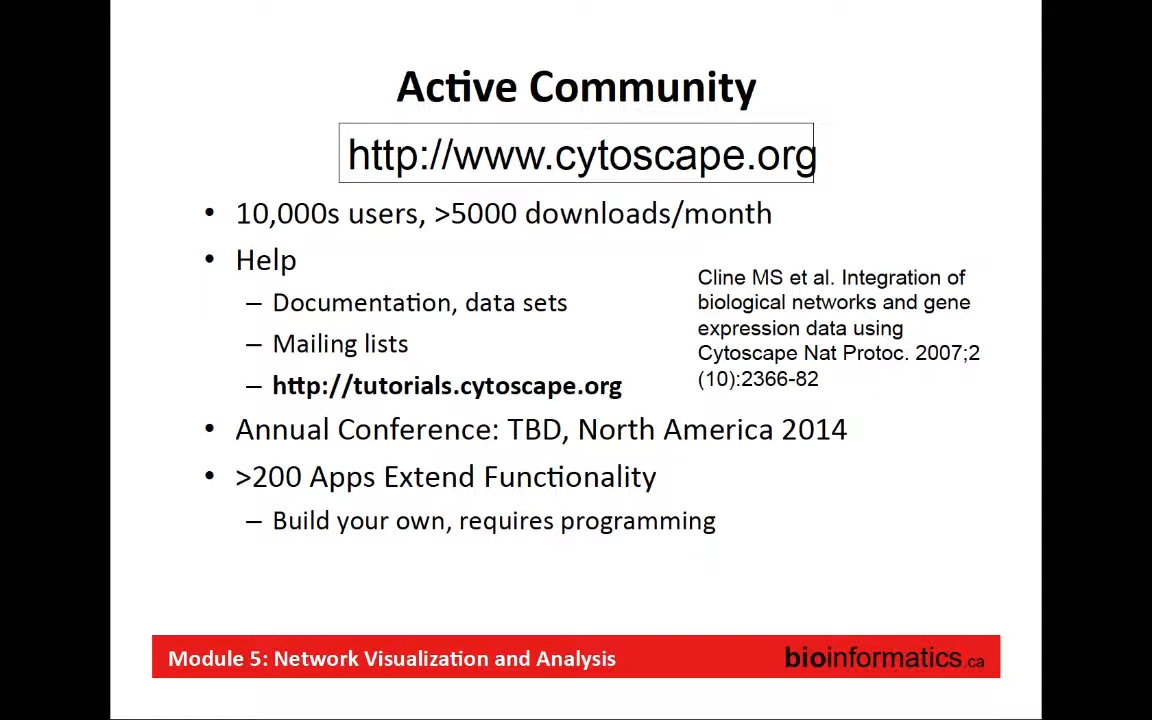 Active Community
http://www.cytoscape.org
• 10,000s users, >5000 downloads/month
• Help
– Documentation, data sets
– Mailing lists
– http://tutorials.cytoscape.org
Cline MS et al. Integration of
biological networks and gene
expression data using
Cytoscape Nat Protoc. 2007;2
(10):2366-82
• Annual Conference: TBD, North America 2014
• >200 Apps Extend Functionality
– Build your own, requires programming
Module 5: Network Visualization and Analysis
bioinformatics.ca